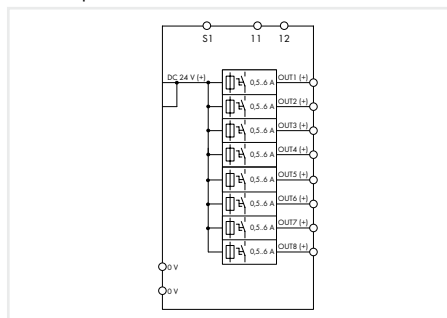 S1 11 12
DC 24 V (+) 0,5..6 A OUT1 (+)
0,5..6 A OUT2 (+)
0,5..6 A OUT3 (+)
0,5..6 A OUT4 (+)
0,5..6 A OUT5 (+)
0,5..6 A OUT6 (+)
0,5..6 A OUT7 (+)
0,5..6 A OUT8 (+)
0 V
0 V